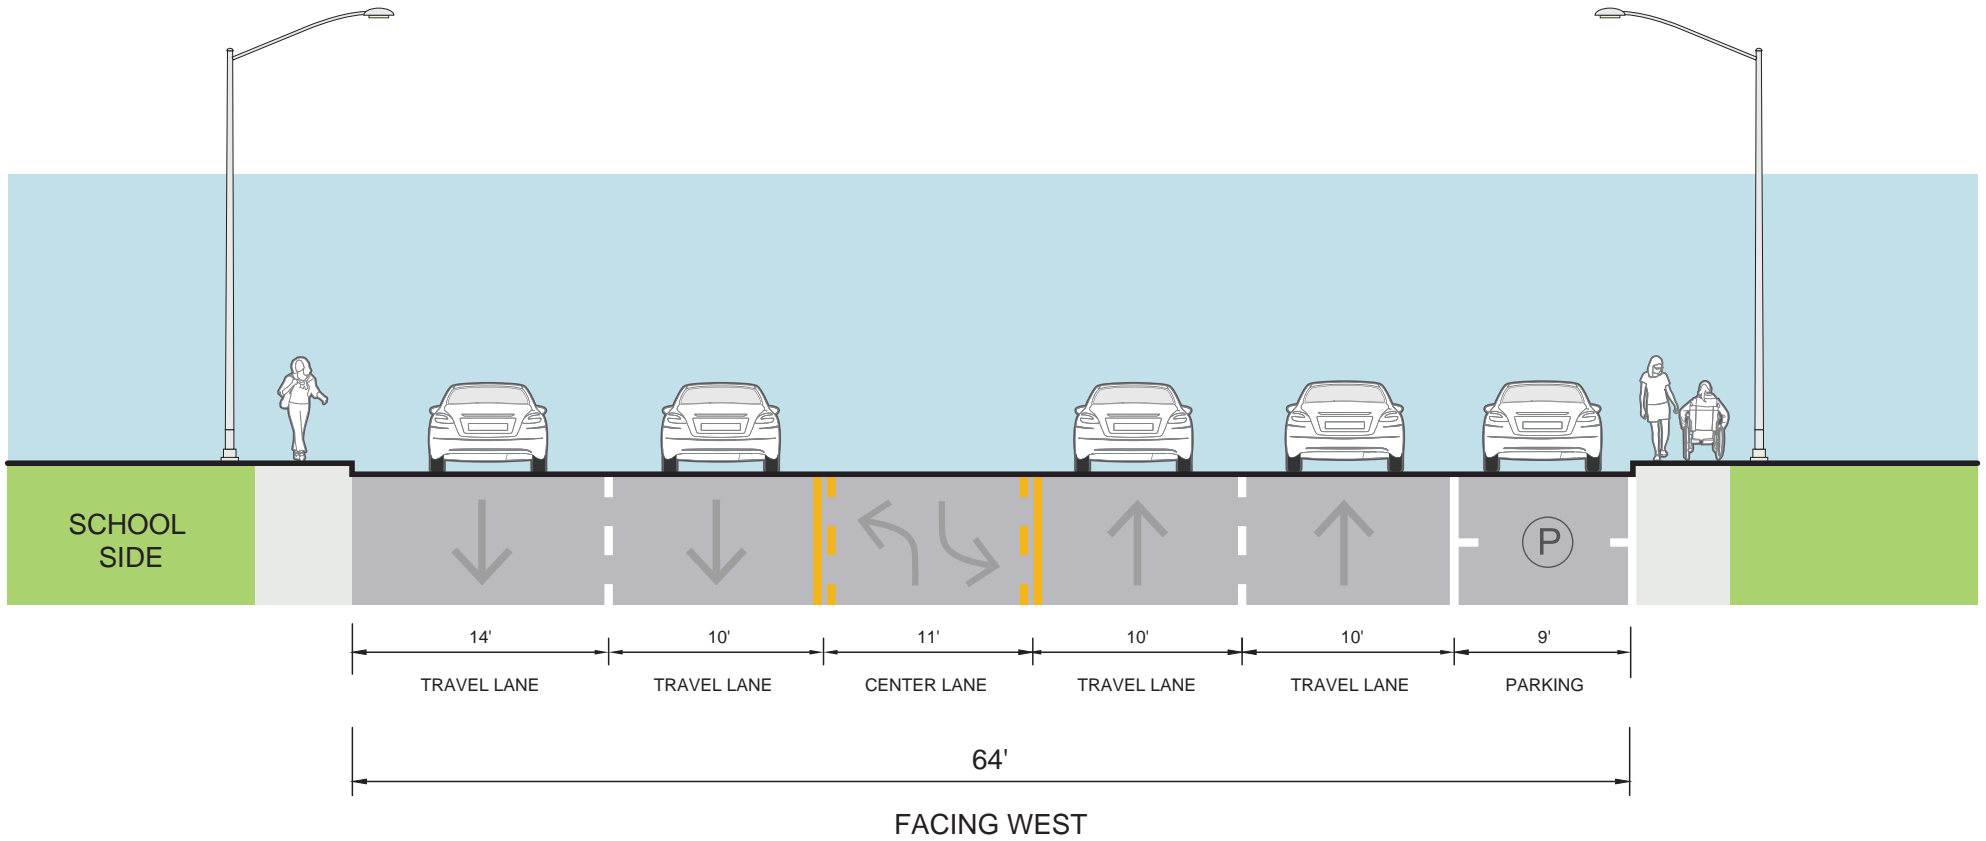 SCHOOL
SIDE
P
14' 10' 11' 10' 10' 9'
TRAVEL LANE TRAVEL LANE CENTER LANE TRAVEL LANE TRAVEL LANE PARKING
64'
FACING WEST